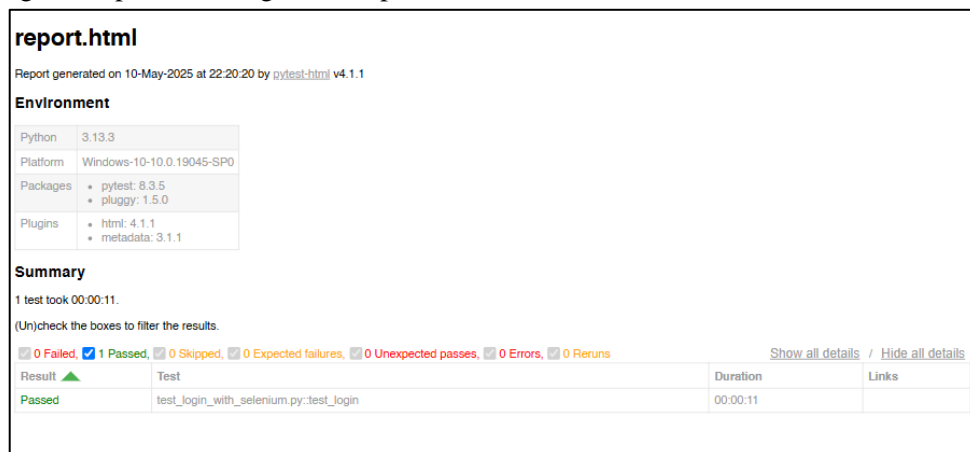 report.html
Report generated on 10-May-2025 at 22:20:20 by pytest-html v4.1.1
Environment
Python 3.13.3
Platform Windows-10-10.0.19045-SP0
Packages • pytest: 8.3.5
• pluggy: 1.5.0
Plugins • html: 4.1.1
• metadata: 3.1.1
Summary
1 test took 00:00:11.
(Un)check the boxes to filter the results.
0 Failed, 1 Passed, 0 Skipped, 0 Expected failures, 0 Unexpected passes, 0 Errors, 0 Reruns Show all details / Hide all details
Result Test Duration Links
Passed test_login_with_selenium.py::test_login 00:00:11